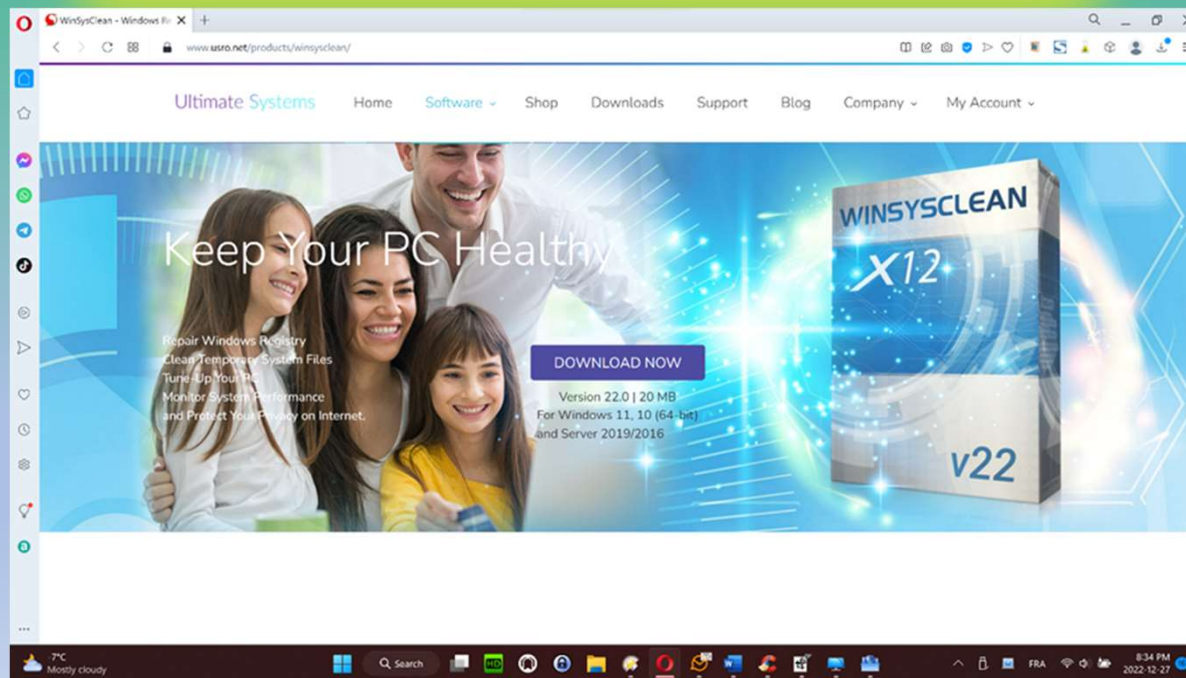 WinSysClean - Windows Re
www.usro.net/products/winsysclean/
Ultimate Systems
Home
Software
Shop
Downloads
Support
Blog
Company
My Account
Keep Your PC Healthy.
Repair Windows Registry
Clean Temporary System Files
Tune-Up Your PC
Monitor System Performance
and Protect Your Privacy on Internet.
DOWNLOAD NOW
Version 22.0 | 20 MB
For Windows 11, 10 (64-bit)
and Server 2019/2016
WINSYSCLEAN
X12
v22
-7°C
Mostly cloudy
Search
HD
FRA
8:34 PM
2022-12-27